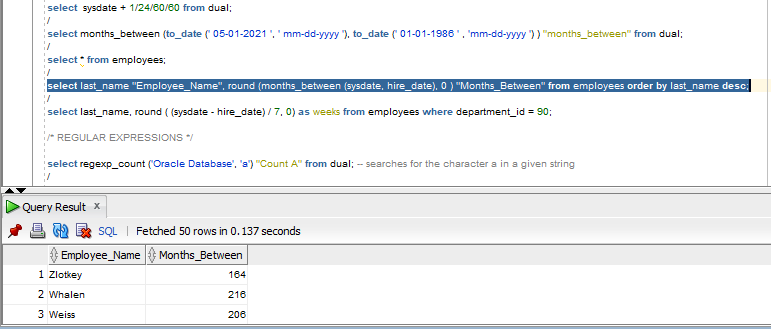 select sysdate + 1/24/60/60 from dual;
/
select months_between (to_date (' 05-01-2021 ', ' mm-dd-yyyy '), to_date (' 01-01-1986 ' , 'mm-dd-yyyy ') ) "months_between" from dual;
/
select * from employees;
/
select last_name "Employee_Name", round (months_between (sysdate, hire_date), 0 ) "Months_Between" from employees order by last_name desc;
/
select last_name, round ( (sysdate - hire_date) / 7, 0) as weeks from employees where department_id = 90;
/* REGULAR EXPRESSIONS */
select regexp_count ('Oracle Database', 'a') "Count A" from dual; -- searches for the character a in a given string
/
Query Result x
SQL | Fetched 50 rows in 0.137 seconds
Employee_Name Months_Between
1 Zlotkey 164
2 Whalen 216
3 Weiss 206